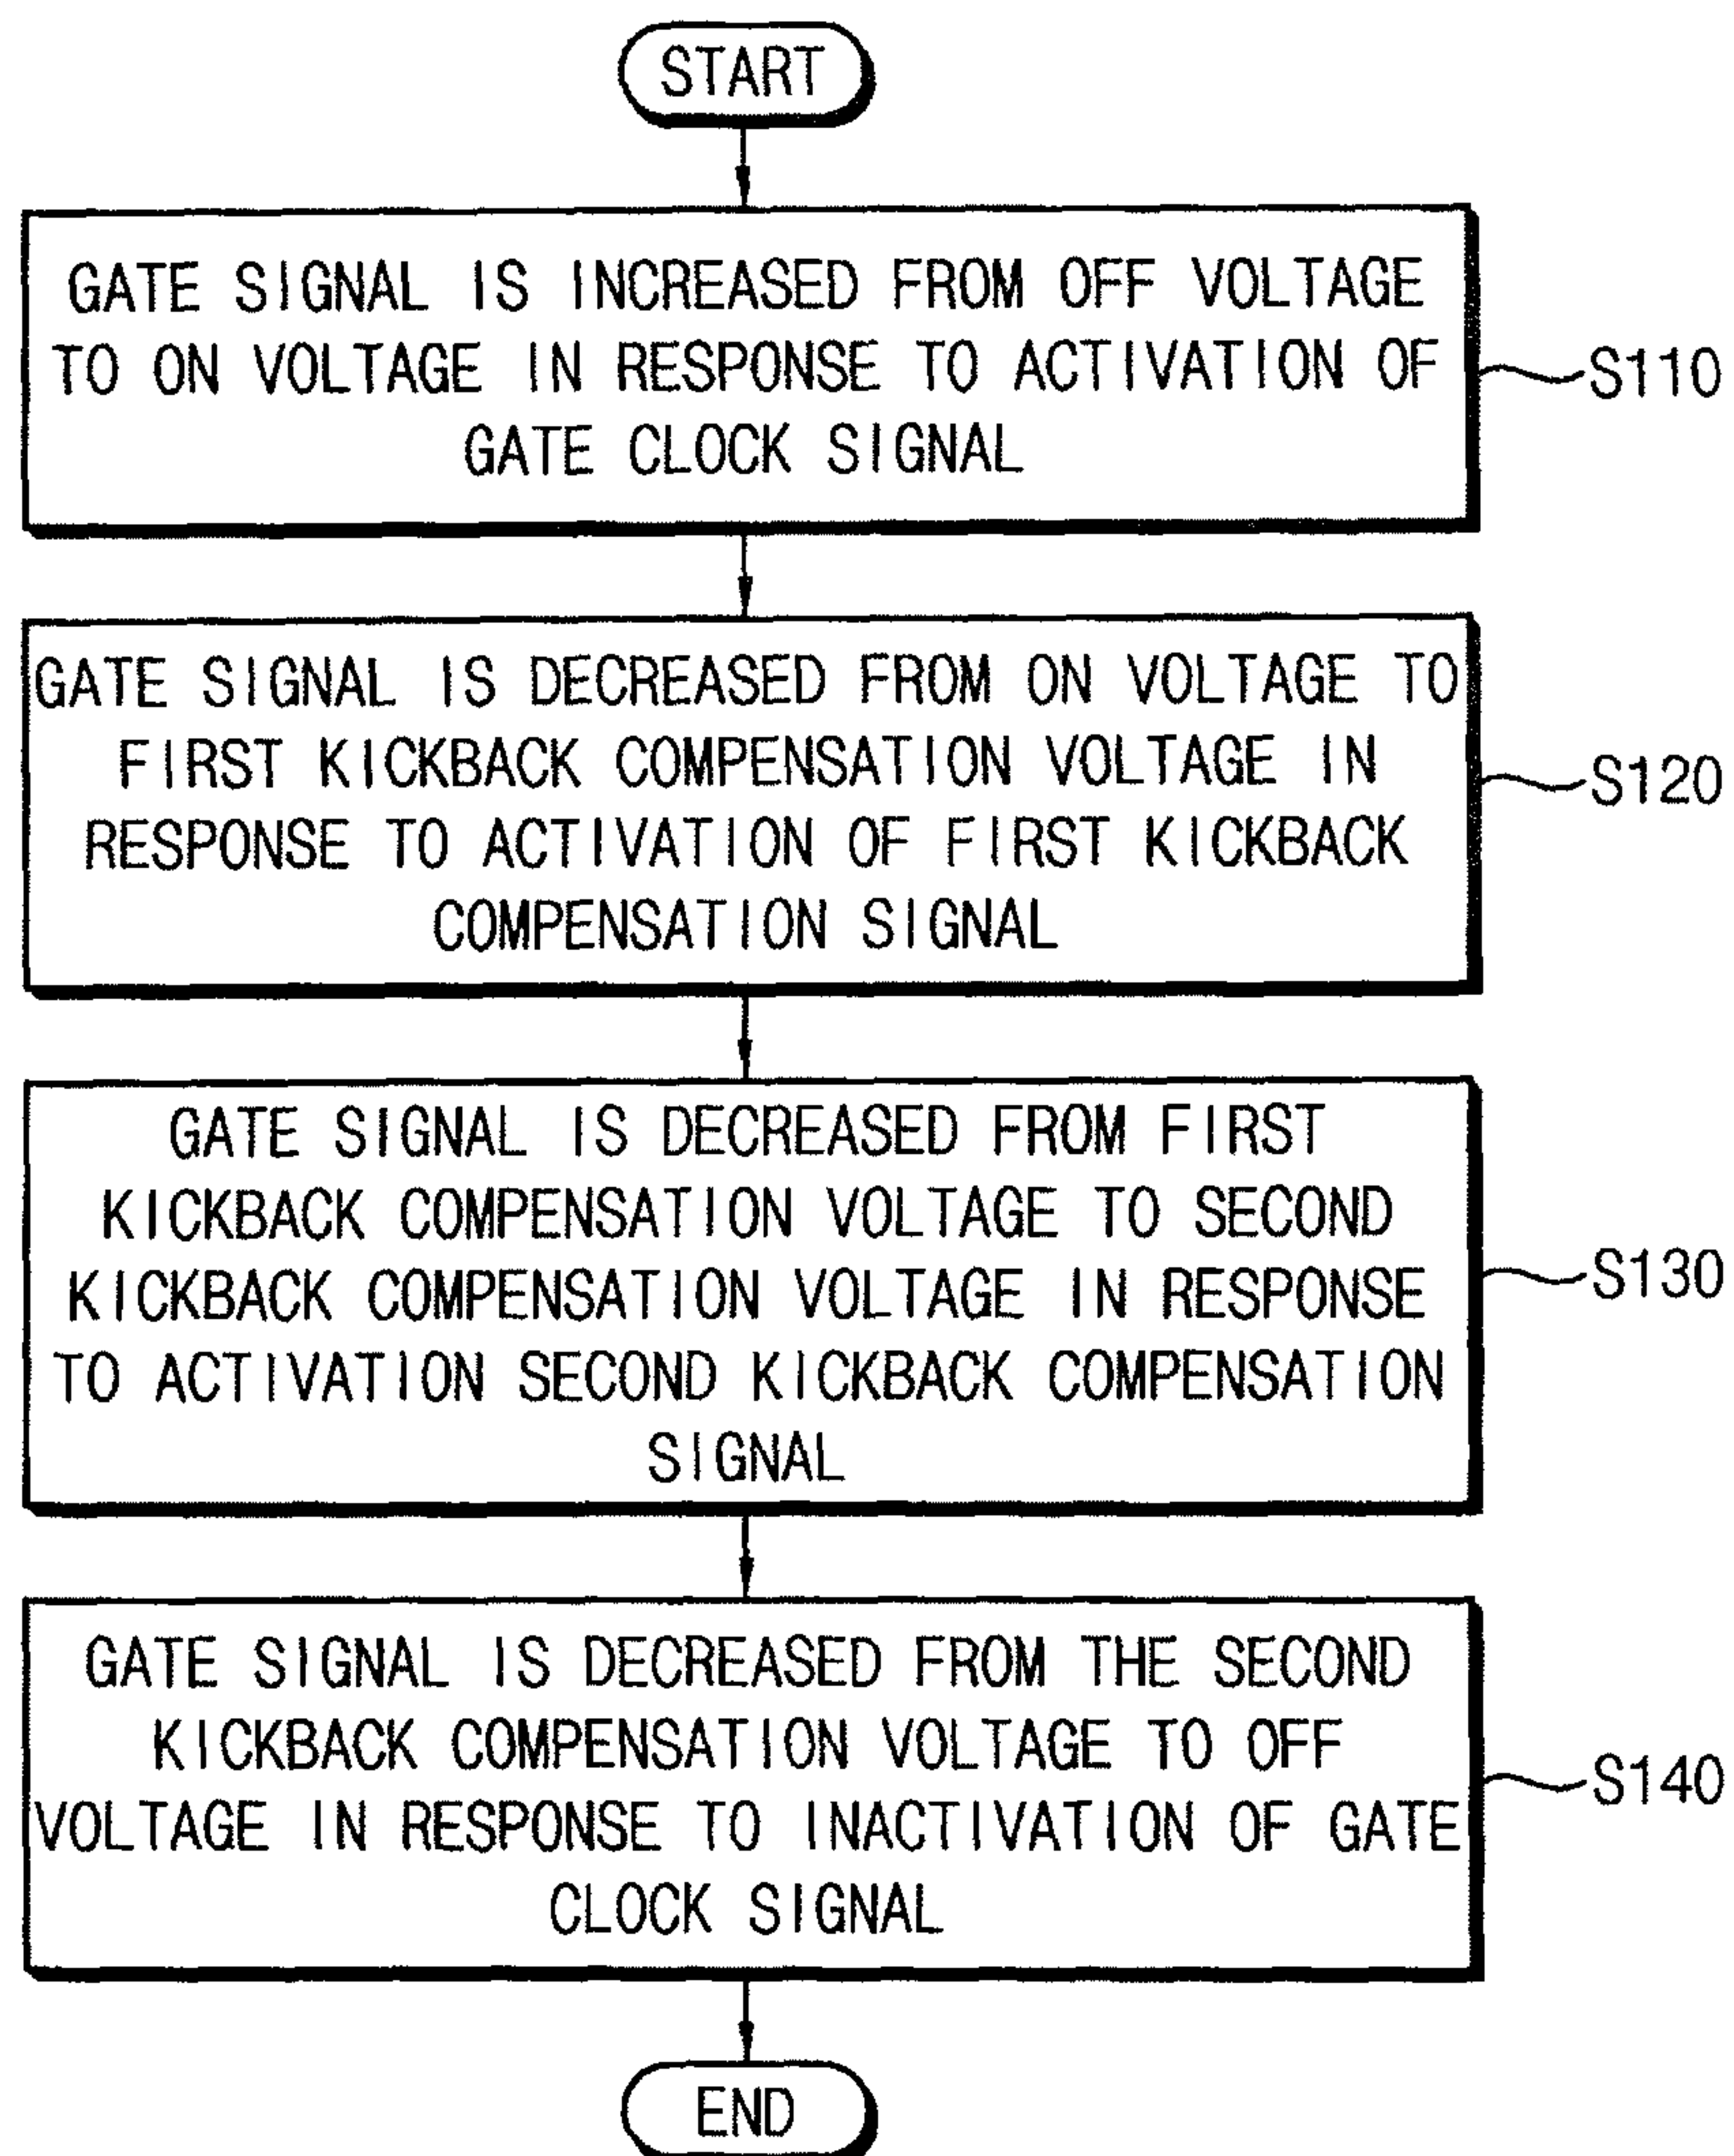 START
GATE SIGNAL IS INCREASED FROM OFF VOLTAGE
TO ON VOLTAGE IN RESPONSE TO ACTIVATION OF
GATE CLOCK SIGNAL
S110
GATE SIGNAL IS DECREASED FROM ON VOLTAGE TO
FIRST KICKBACK COMPENSATION VOLTAGE IN
RESPONSE TO ACTIVATION OF FIRST KICKBACK
COMPENSATION SIGNAL
S120
GATE SIGNAL IS DECREASED FROM FIRST
KICKBACK COMPENSATION VOLTAGE TO SECOND
KICKBACK COMPENSATION VOLTAGE IN RESPONSE
TO ACTIVATION SECOND KICKBACK COMPENSATION
SIGNAL
S130
GATE SIGNAL IS DECREASED FROM THE SECOND
KICKBACK COMPENSATION VOLTAGE TO OFF
VOLTAGE IN RESPONSE TO INACTIVATION OF GATE
CLOCK SIGNAL
S140
END